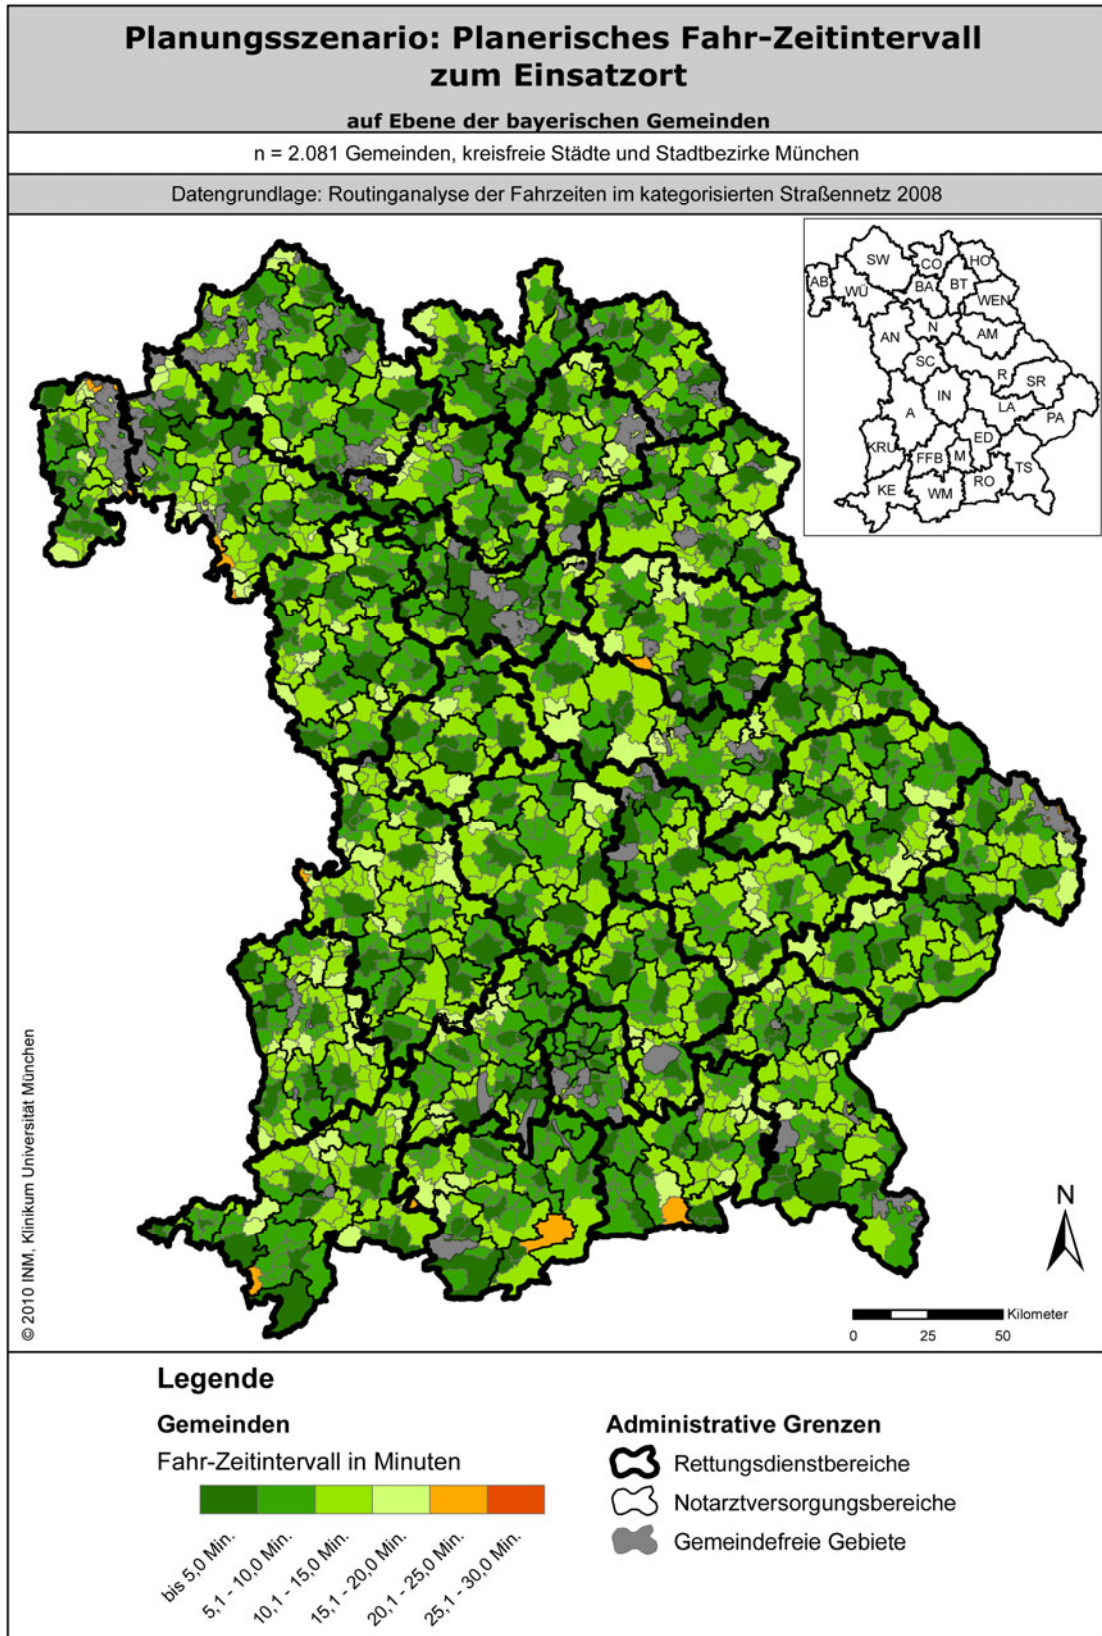 Planungsszenario: Planerisches Fahr-Zeitintervall
zum Einsatzort
auf Ebene der bayerischen Gemeinden
n = 2.081 Gemeinden, kreisfreie Städte und Stadtbezirke München
Datengrundlage: Routinganalyse der Fahrzeiten im kategorisierten Straßennetz 2008
SW
CO
HO
AB
WÜ
BA
BT
WEN
AN
N
AM
SC
R
SR
A
IN
LA
PA
KRU
ED
FFB
M
TS
KE
WM
RO
© 2010 INM, Klinikum Universität München
N
Kilometer
0 25 50
Legende
Gemeinden
Fahr-Zeitintervall in Minuten
bis 5,0 Min.
5,1 - 10,0 Min.
10,1 - 15,0 Min.
15,1 - 20,0 Min.
20,1 - 25,0 Min.
25,1 - 30,0 Min.
Administrative Grenzen
Rettungsdienstbereiche
Notarztversorgungsbereiche
Gemeindefreie Gebiete